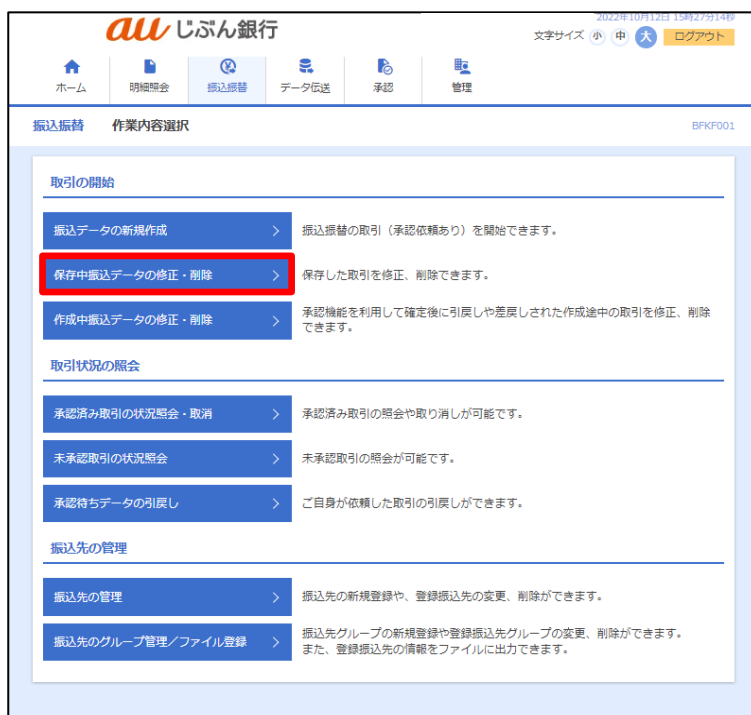 2022年10月12日 15時27分14秒
au じぶん銀行
文字サイズ 小 中 大 ログアウト
ホーム 明細照会 振込振替 データ伝送 承認 管理
振込振替 作業内容選択 BFKF001
取引の開始
振込データの新規作成 振込振替の取引（承認依頼あり）を開始できます。
保存中振込データの修正・削除 保存した取引を修正、削除できます。
作成中振込データの修正・削除 承認機能を利用して確定後に引戻しや差戻しされた作成途中の取引を修正、削除
できます。
取引状況の照会
承認済み取引の状況照会・取消 承認済み取引の照会や取り消しが可能です。
未承認取引の状況照会 未承認取引の照会が可能です。
承認待ちデータの引戻し ご自身が依頼した取引の引戻しができます。
振込先の管理
振込先の管理 振込先の新規登録や、登録振込先の変更、削除ができます。
振込先のグループ管理／ファイル登録 振込先グループの新規登録や登録振込先グループの変更、削除ができます。
また、登録振込先の情報をファイルに出力できます。